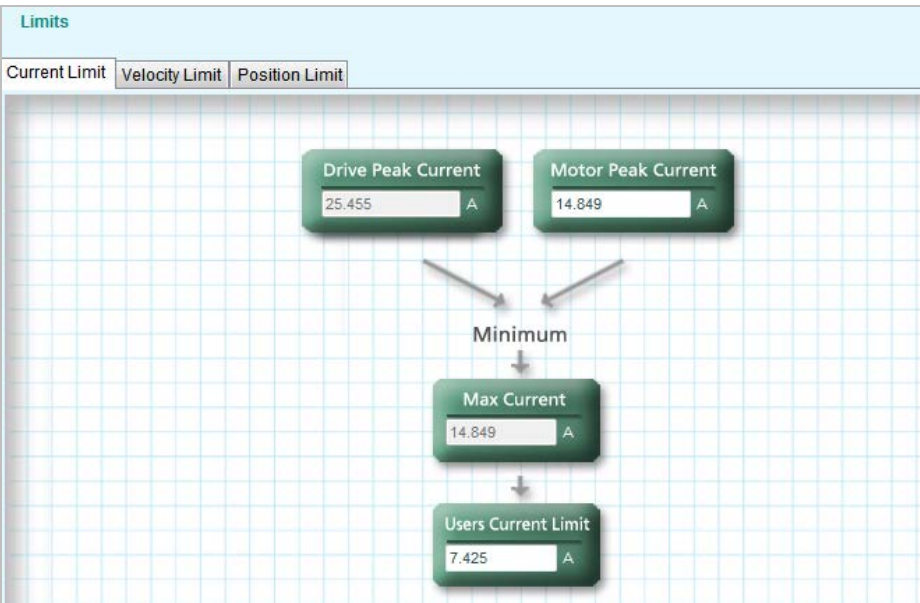 Limits
Current Limit Velocity Limit Position Limit
Drive Peak Current Motor Peak Current
25.455 A 14.849 A
Minimum
Max Current
14.849 A
Users Current Limit
7.425 A